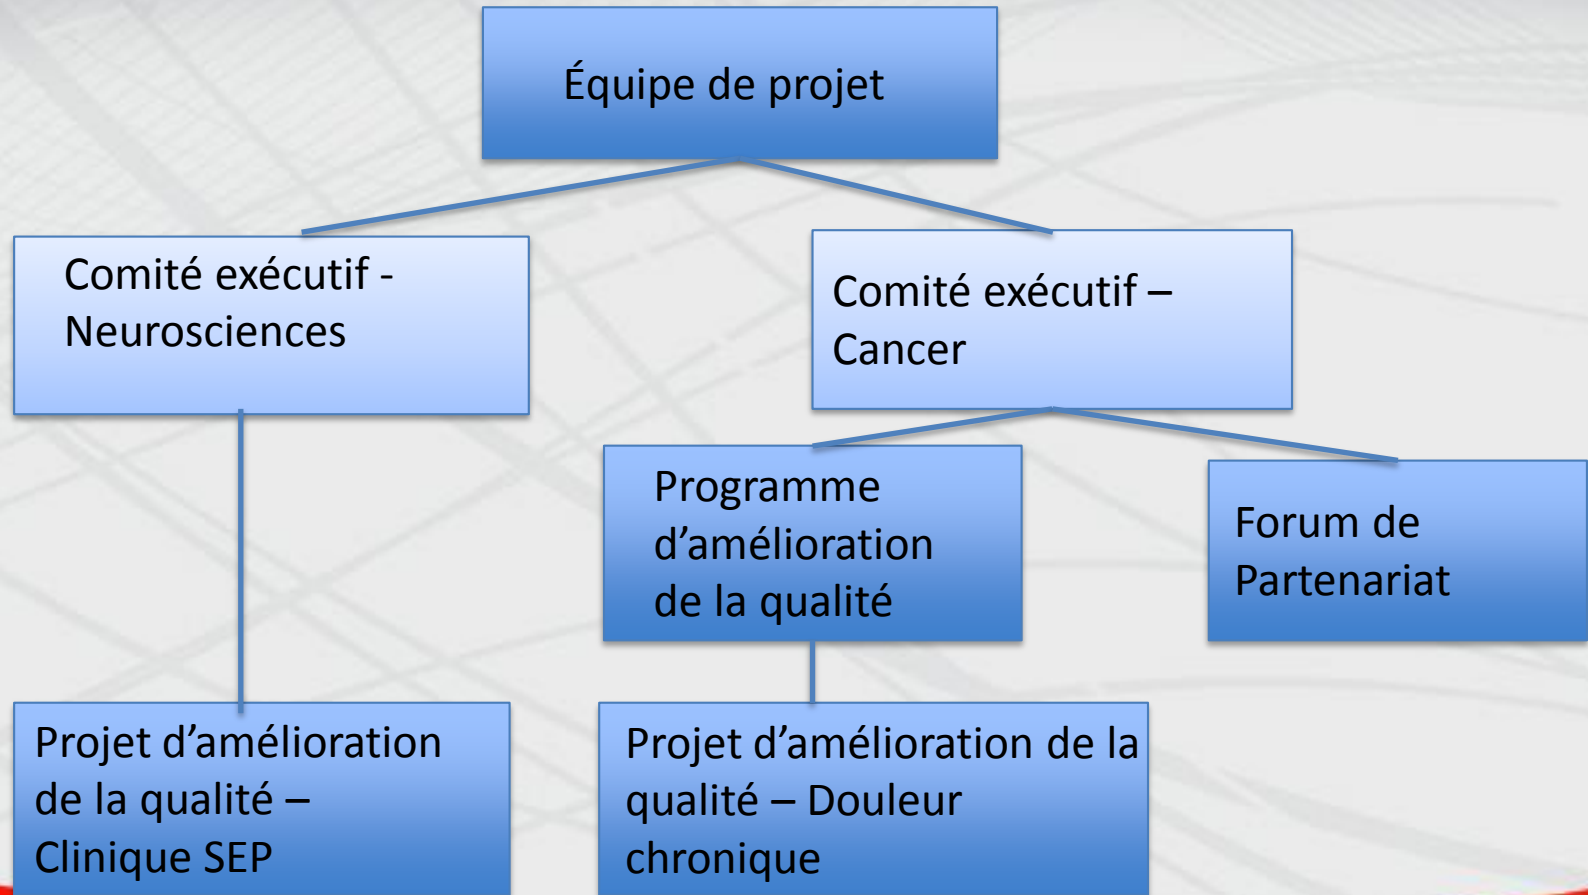 Équipe de projet
Comité exécutif -
Neurosciences
Comité exécutif –
Cancer
Programme
d’amélioration
de la qualité
Forum de
Partenariat
Projet d’amélioration
de la qualité –
Clinique SEP
Projet d’amélioration de la
qualité – Douleur
chronique